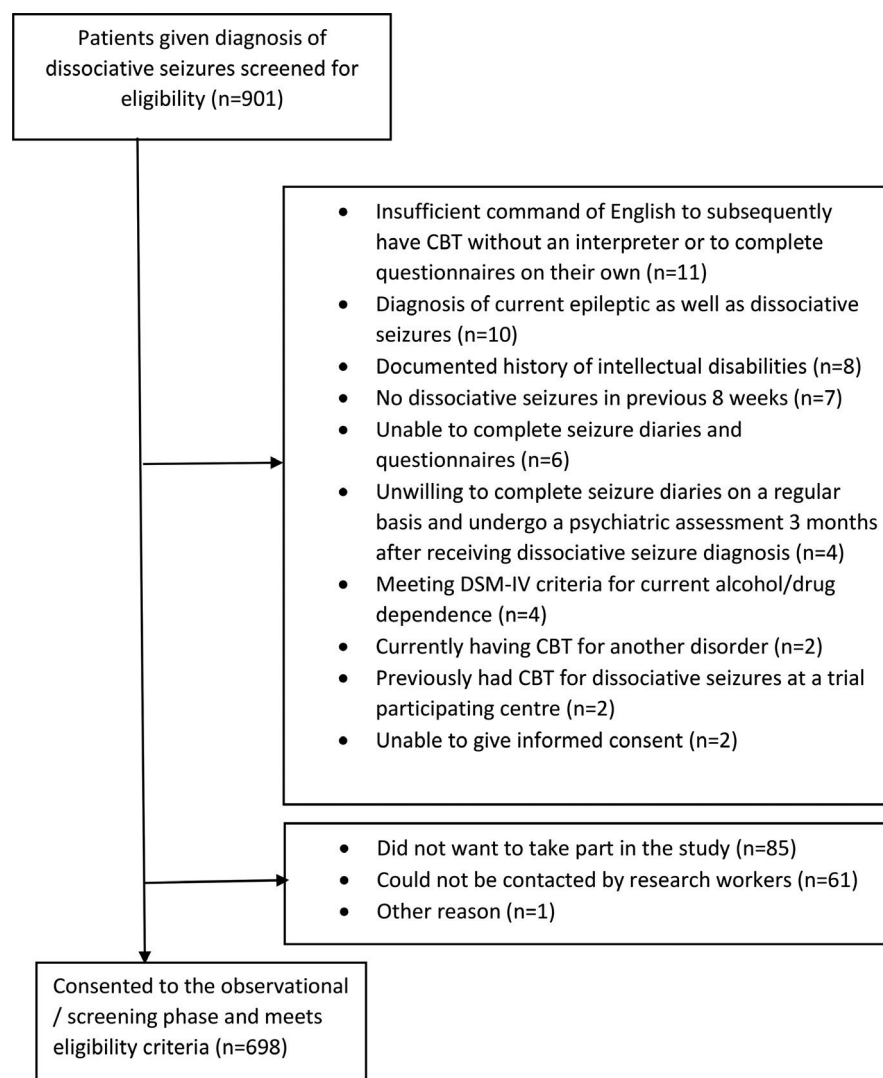 Patients given diagnosis of
dissociative seizures screened for
eligibility (n=901)
• Insufficient command of English to subsequently
have CBT without an interpreter or to complete
questionnaires on their own (n=11)
• Diagnosis of current epileptic as well as dissociative
seizures (n=10)
• Documented history of intellectual disabilities (n=8)
• No dissociative seizures in previous 8 weeks (n=7)
• Unable to complete seizure diaries and
questionnaires (n=6)
• Unwilling to complete seizure diaries on a regular
basis and undergo a psychiatric assessment 3 months
after receiving dissociative seizure diagnosis (n=4)
• Meeting DSM-IV criteria for current alcohol/drug
dependence (n=4)
• Currently having CBT for another disorder (n=2)
• Previously had CBT for dissociative seizures at a trial
participating centre (n=2)
• Unable to give informed consent (n=2)
• Did not want to take part in the study (n=85)
• Could not be contacted by research workers (n=61)
• Other reason (n=1)
Consented to the observational
/ screening phase and meets
eligibility criteria (n=698)